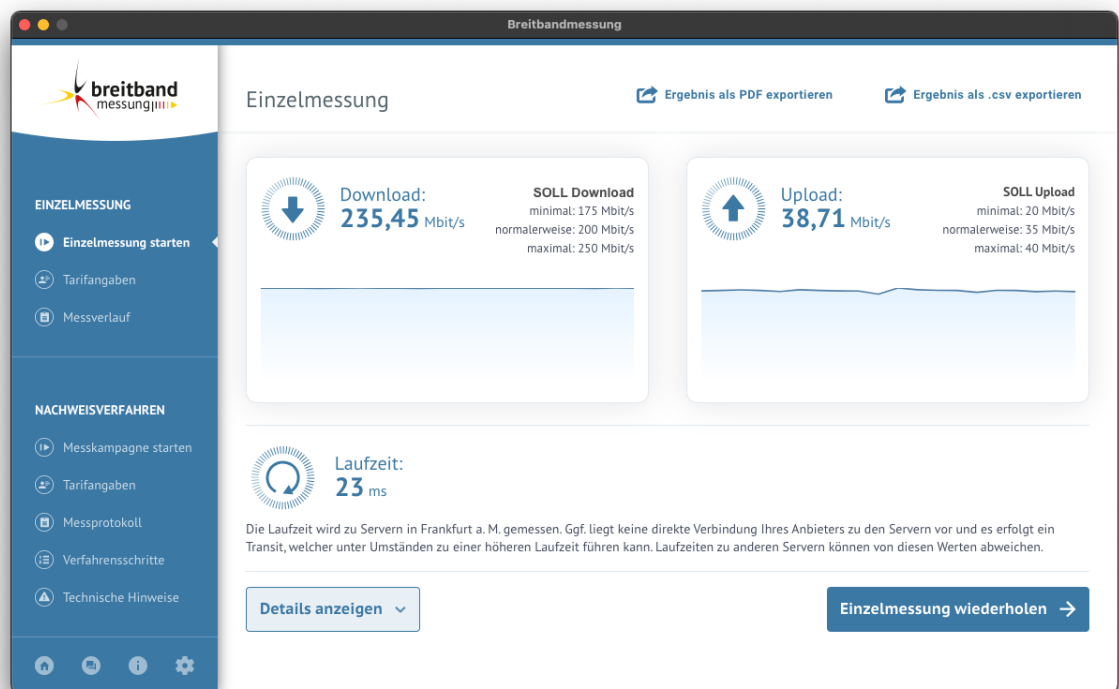 Breitbandmessung
breitband
messung
EINZELMESSUNG
Einzelmessung starten
Tarifangaben
Messverlauf
NACHWEISVERFAHREN
Messkampagne starten
Tarifangaben
Messprotokoll
Verfahrensschritte
Technische Hinweise
Einzelmessung
Ergebnis als PDF exportieren
Ergebnis als .csv exportieren
Download:
235,45 Mbit/s
SOLL Download
minimal: 175 Mbit/s
normalerweise: 200 Mbit/s
maximal: 250 Mbit/s
Upload:
38,71 Mbit/s
SOLL Upload
minimal: 20 Mbit/s
normalerweise: 35 Mbit/s
maximal: 40 Mbit/s
Laufzeit:
23 ms
Die Laufzeit wird zu Servern in Frankfurt a. M. gemessen. Ggf. liegt keine direkte Verbindung Ihres Anbieters zu den Servern vor und es erfolgt ein
Transit, welcher unter Umständen zu einer höheren Laufzeit führen kann. Laufzeiten zu anderen Servern können von diesen Werten abweichen.
Details anzeigen
Einzelmessung wiederholen